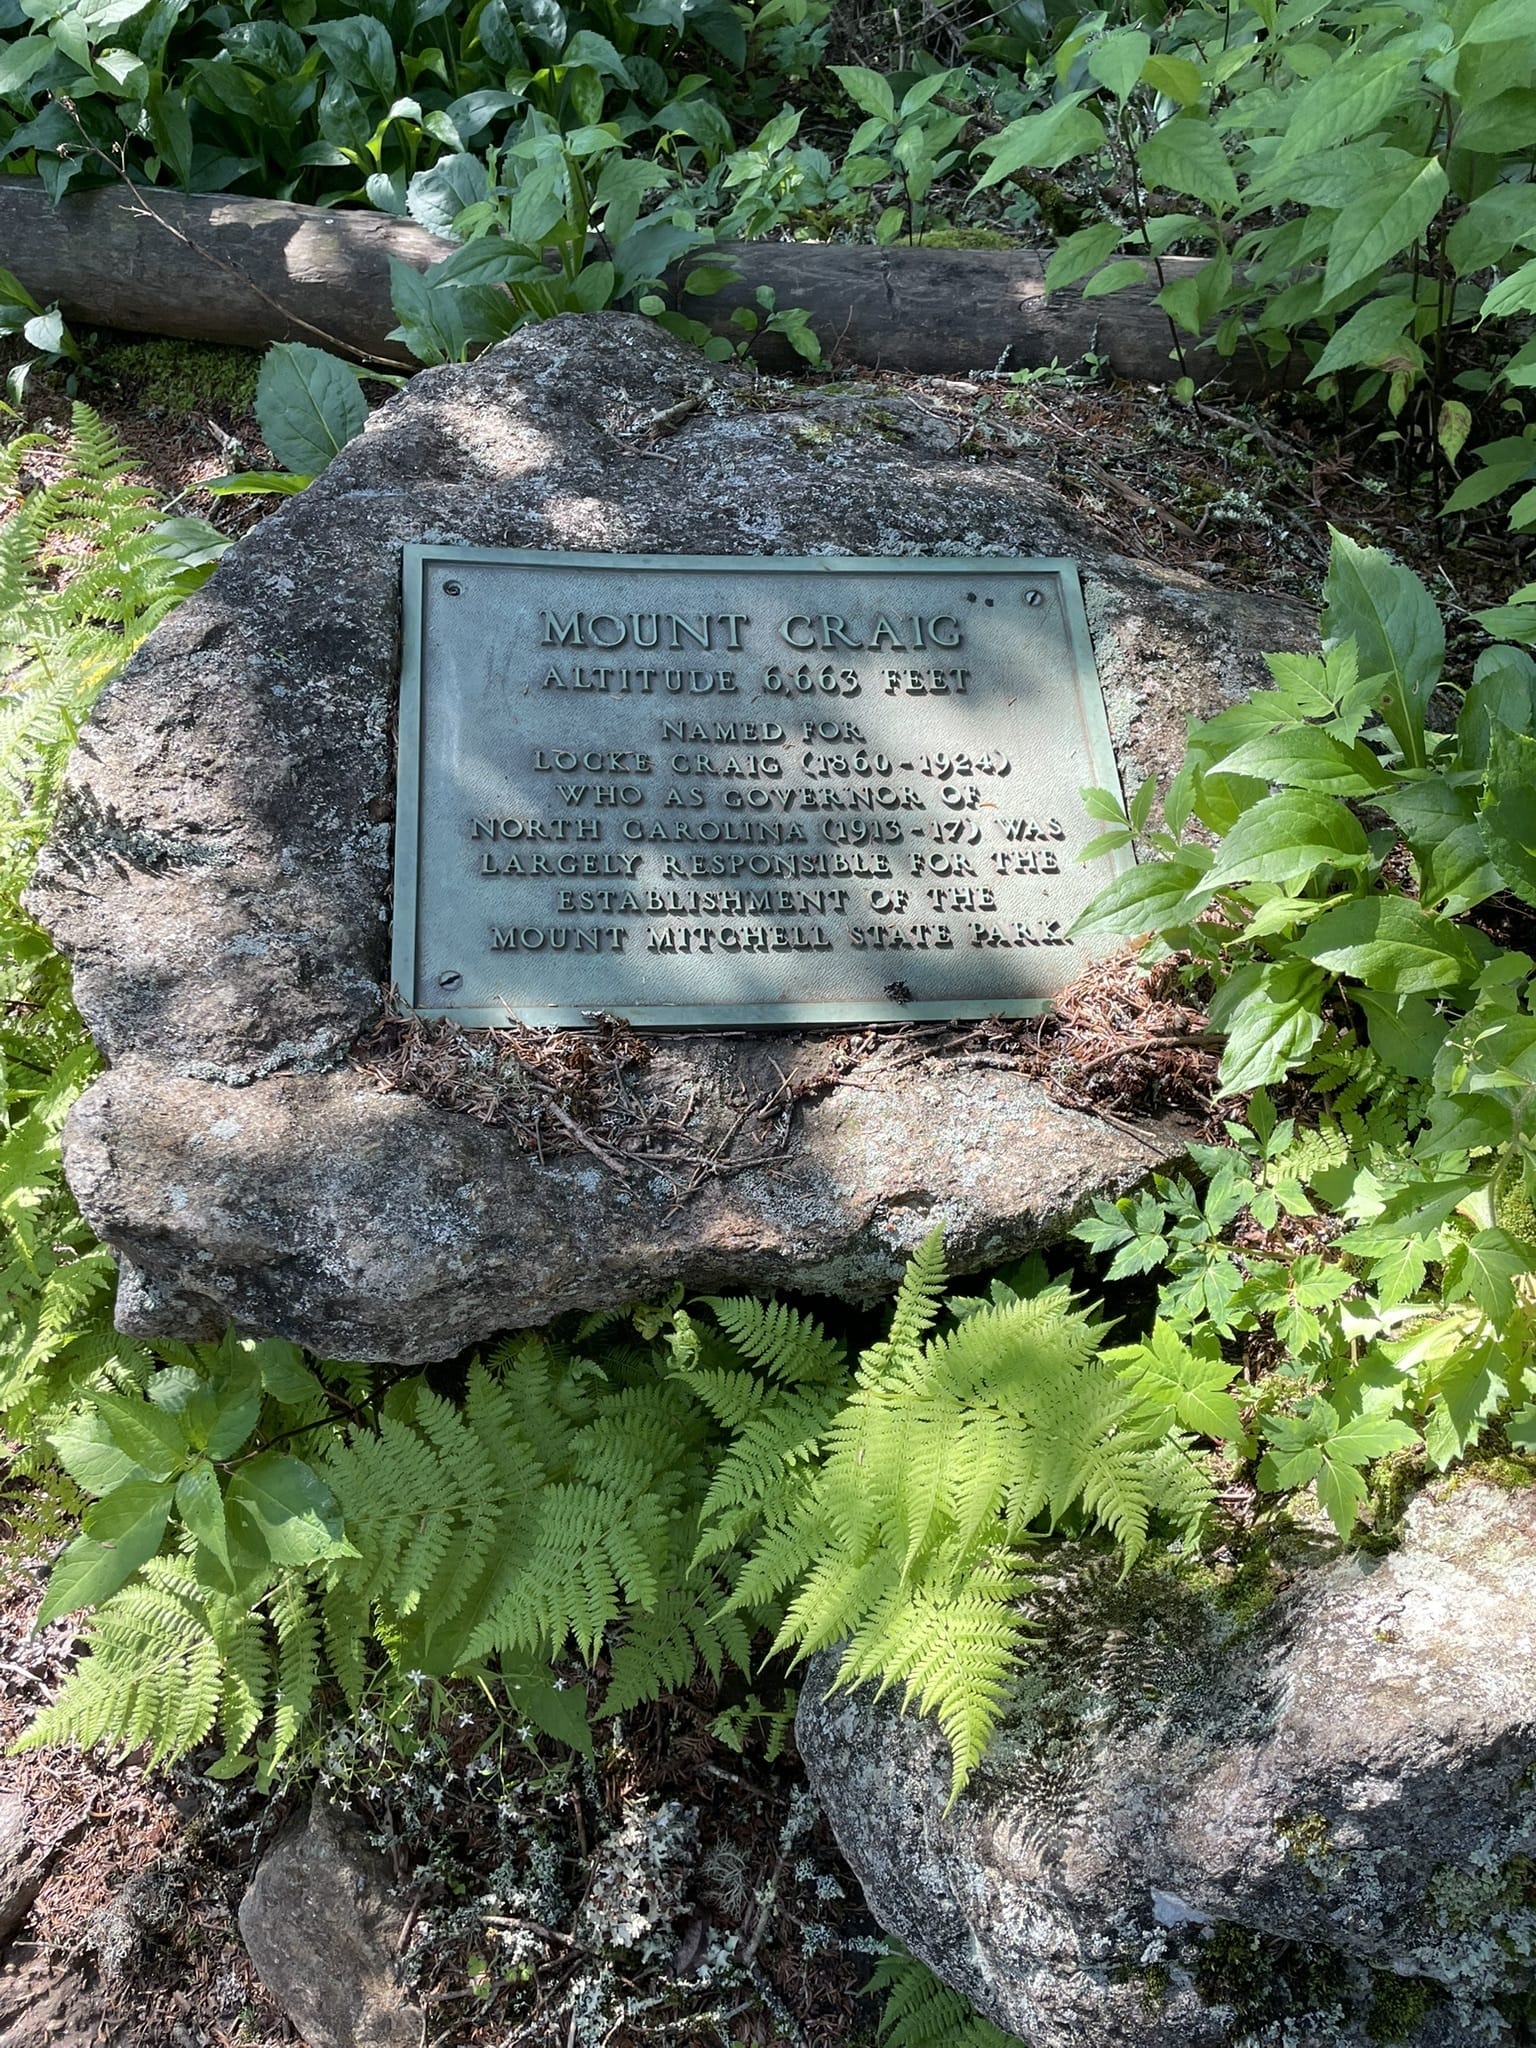 MOUNT CRAIG
ALTITUDE 6,663 FEET
NAMED FOR
LOCKE CRAIG (1860-1924)
WHO AS GOVERNOR OF
NORTH CAROLINA (1913-17) WAS
LARGELY RESPONSIBLE FOR THE
ESTABLISHMENT OF THE
MOUNT MITCHELL STATE PARK.